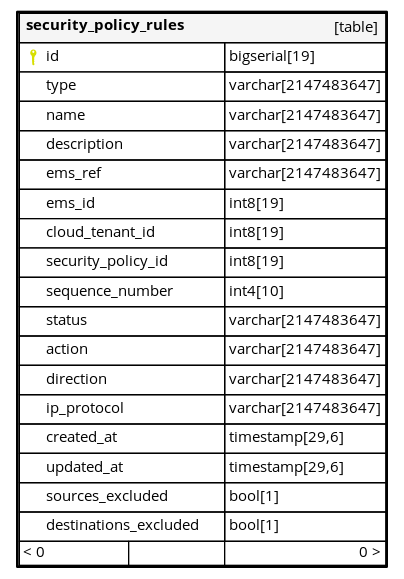 security_policy_rules [table]
id bigserial[19]
type varchar[2147483647]
name varchar[2147483647]
description varchar[2147483647]
ems_ref varchar[2147483647]
ems_id int8[19]
cloud_tenant_id int8[19]
security_policy_id int8[19]
sequence_number int4[10]
status varchar[2147483647]
action varchar[2147483647]
direction varchar[2147483647]
ip_protocol varchar[2147483647]
created_at timestamp[29,6]
updated_at timestamp[29,6]
sources_excluded bool[1]
destinations_excluded bool[1]
< 0 0 >